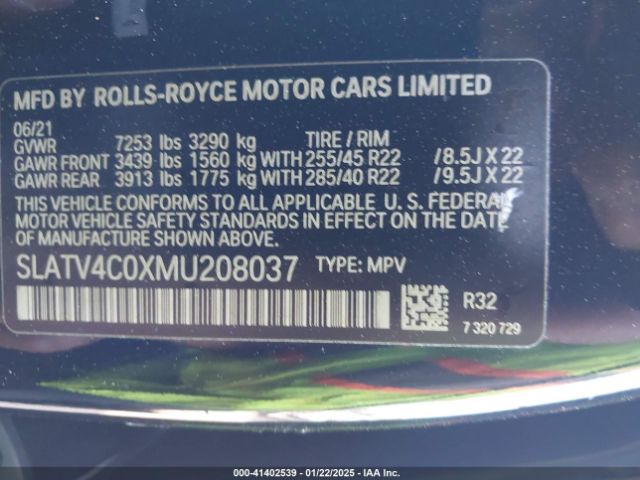 MFD BY ROLLS-ROYCE MOTOR CARS LIMITED
06/21
GVWR 7253 lbs 3290 kg TIRE / RIM
GAWR FRONT 3439 lbs 1560 kg WITH 255/45 R22 /8.5J X 22
GAWR REAR 3913 lbs 1775 kg WITH 285/40 R22 /9.5J X 22
THIS VEHICLE CONFORMS TO ALL APPLICABLE U. S. FEDERAL
MOTOR VEHICLE SAFETY STANDARDS IN EFFECT ON THE DATE
OF MANUFACTURE SHOWN ABOVE.
SLATV4C0XMU208037 TYPE: MPV
R32
7 320 729
000-41402539 - 01/22/2025 - IAA Inc.